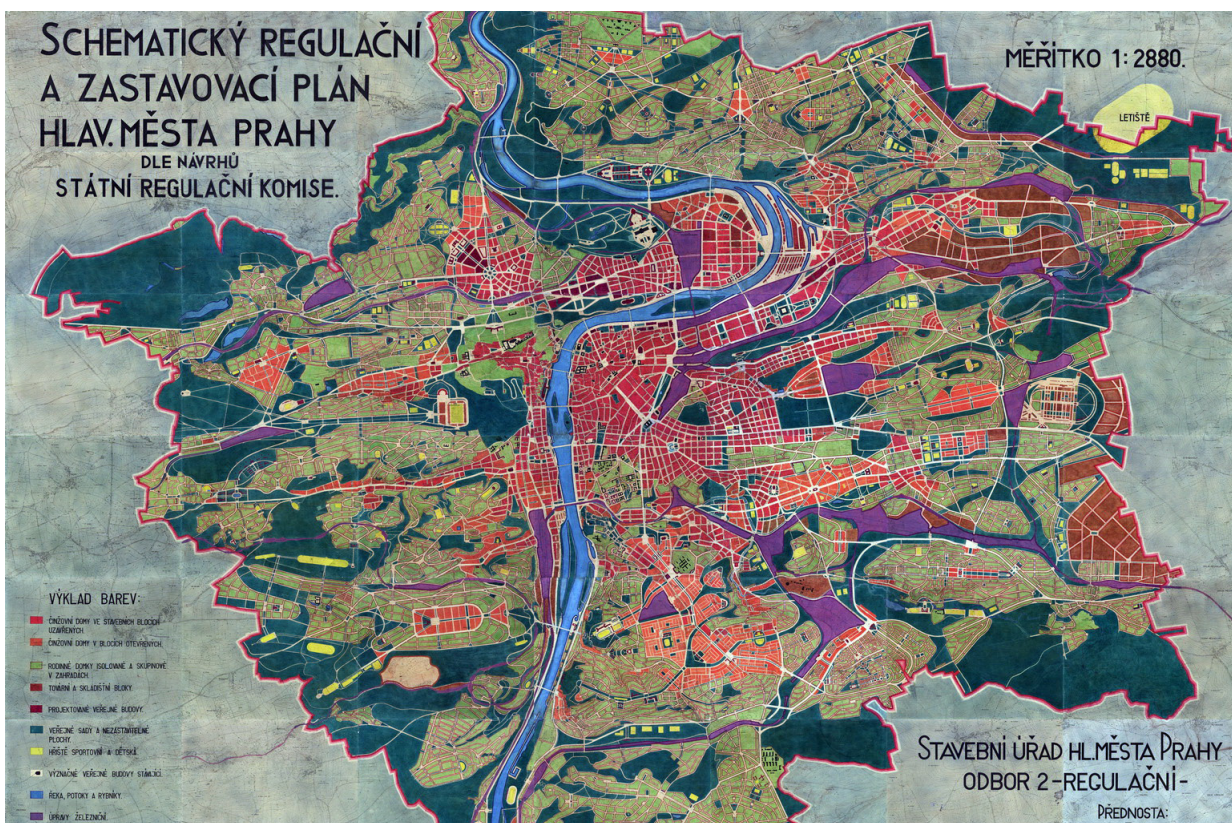 SCHEMATICKÝ REGULAČNÍ
A ZASTAVOVACÍ PLÁN
HLAV. MĚSTA PRAHY
DLE NÁVRHŮ
STÁTNÍ REGULAČNÍ KOMISE.
MĚŘÍTKO 1:2880.
LETIŠTĚ
VÝKLAD BAREV:
ČINŽOVNÍ DOMY VE STAVEBNÍCH BLOCÍCH
UZAVŘENÝCH.
ČINŽOVNÍ DOMY V BLOCÍCH OTEVŘENÝCH.
RODINNÉ DOMKY ISOLOVANÉ A SKUPINOVÉ
V ZAHRADÁCH.
TOVÁRNÍ A SKLADIŠTNÍ BLOKY.
PROJEKTOVANÉ VEŘEJNÉ BUDOVY.
VEŘEJNÉ SADY A NEZASTAVITELNÉ
PLOCHY.
HŘIŠTĚ SPORTOVNÍ A DĚTSKÁ.
VÝZNAČNÉ VEŘEJNÉ BUDOVY STÁVAJÍCÍ.
ŘEKA, POTOKY A RYBNÍKY.
ÚPRAVY ŽELEZNIČNÍ.
STAVEBNÍ ÚŘAD HL. MĚSTA PRAHY
ODBOR 2 - REGULAČNÍ -
PŘEDNOSTA: